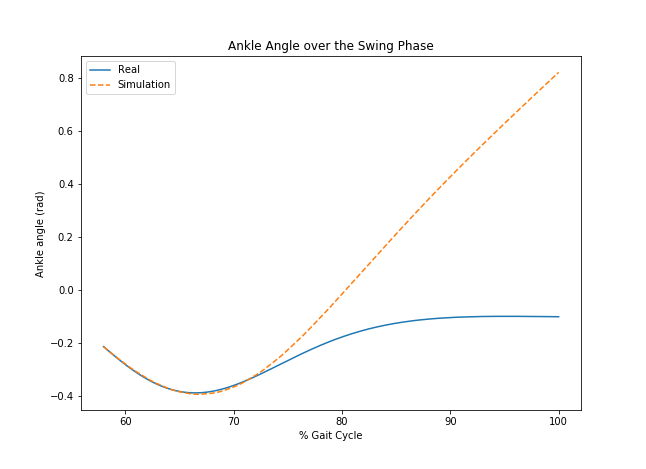 Ankle Angle over the Swing Phase
Real
Simulation
0.8
0.6
0.4
0.2
0.0
−0.2
−0.4
Ankle angle (rad)
60
70
80
90
100
% Gait Cycle